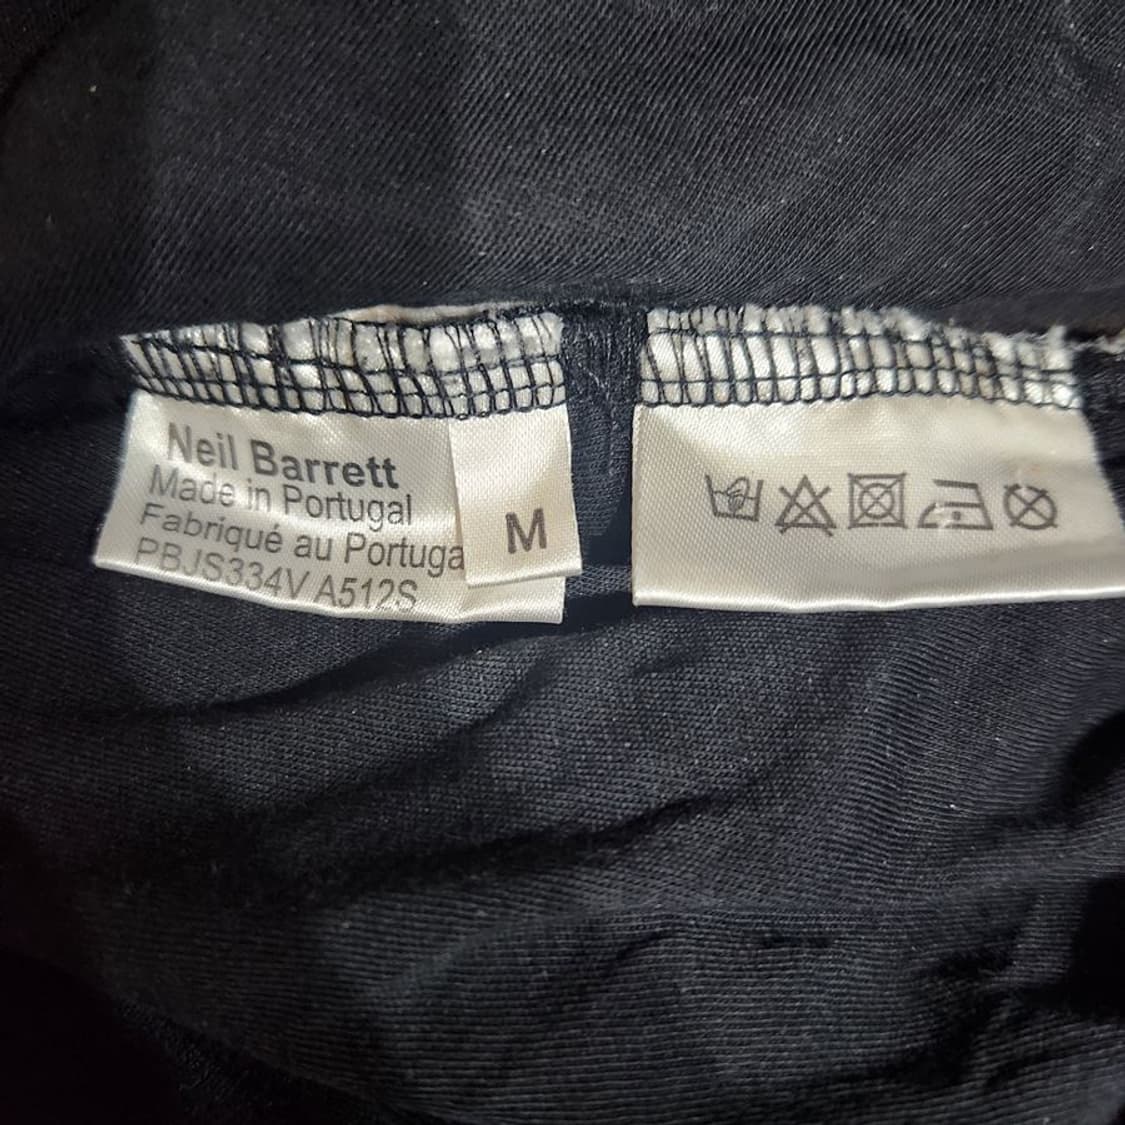 Neil Barrett
Made in Portugal
Fabriqué au Portuga
PBJS334V A512S
M